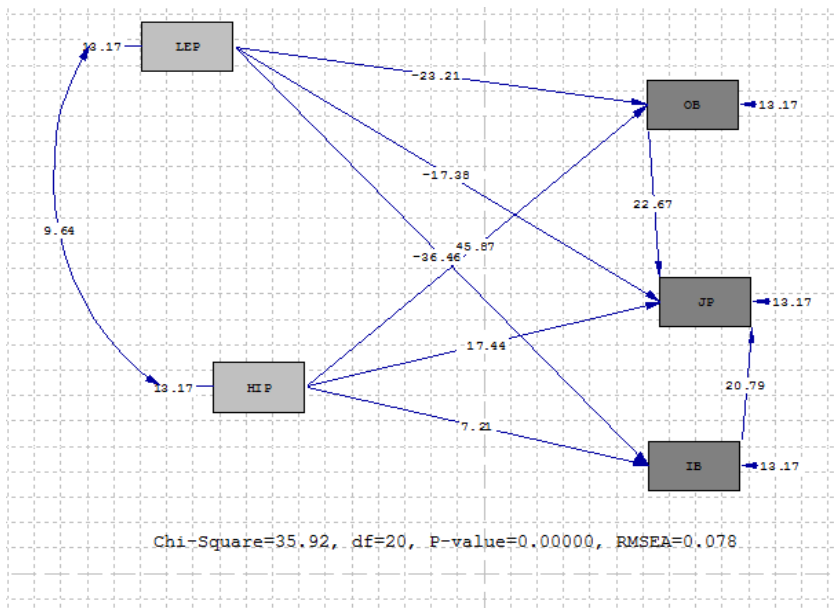 13.17
LEP
-23.21
OB
13.17
-17.38
22.67
9.64
45.87
-36.46
JP
13.17
17.44
13.17
HIP
20.79
7.21
IB
13.17
Chi-Square=35.92, df=20, P-value=0.00000, RMSEA=0.078